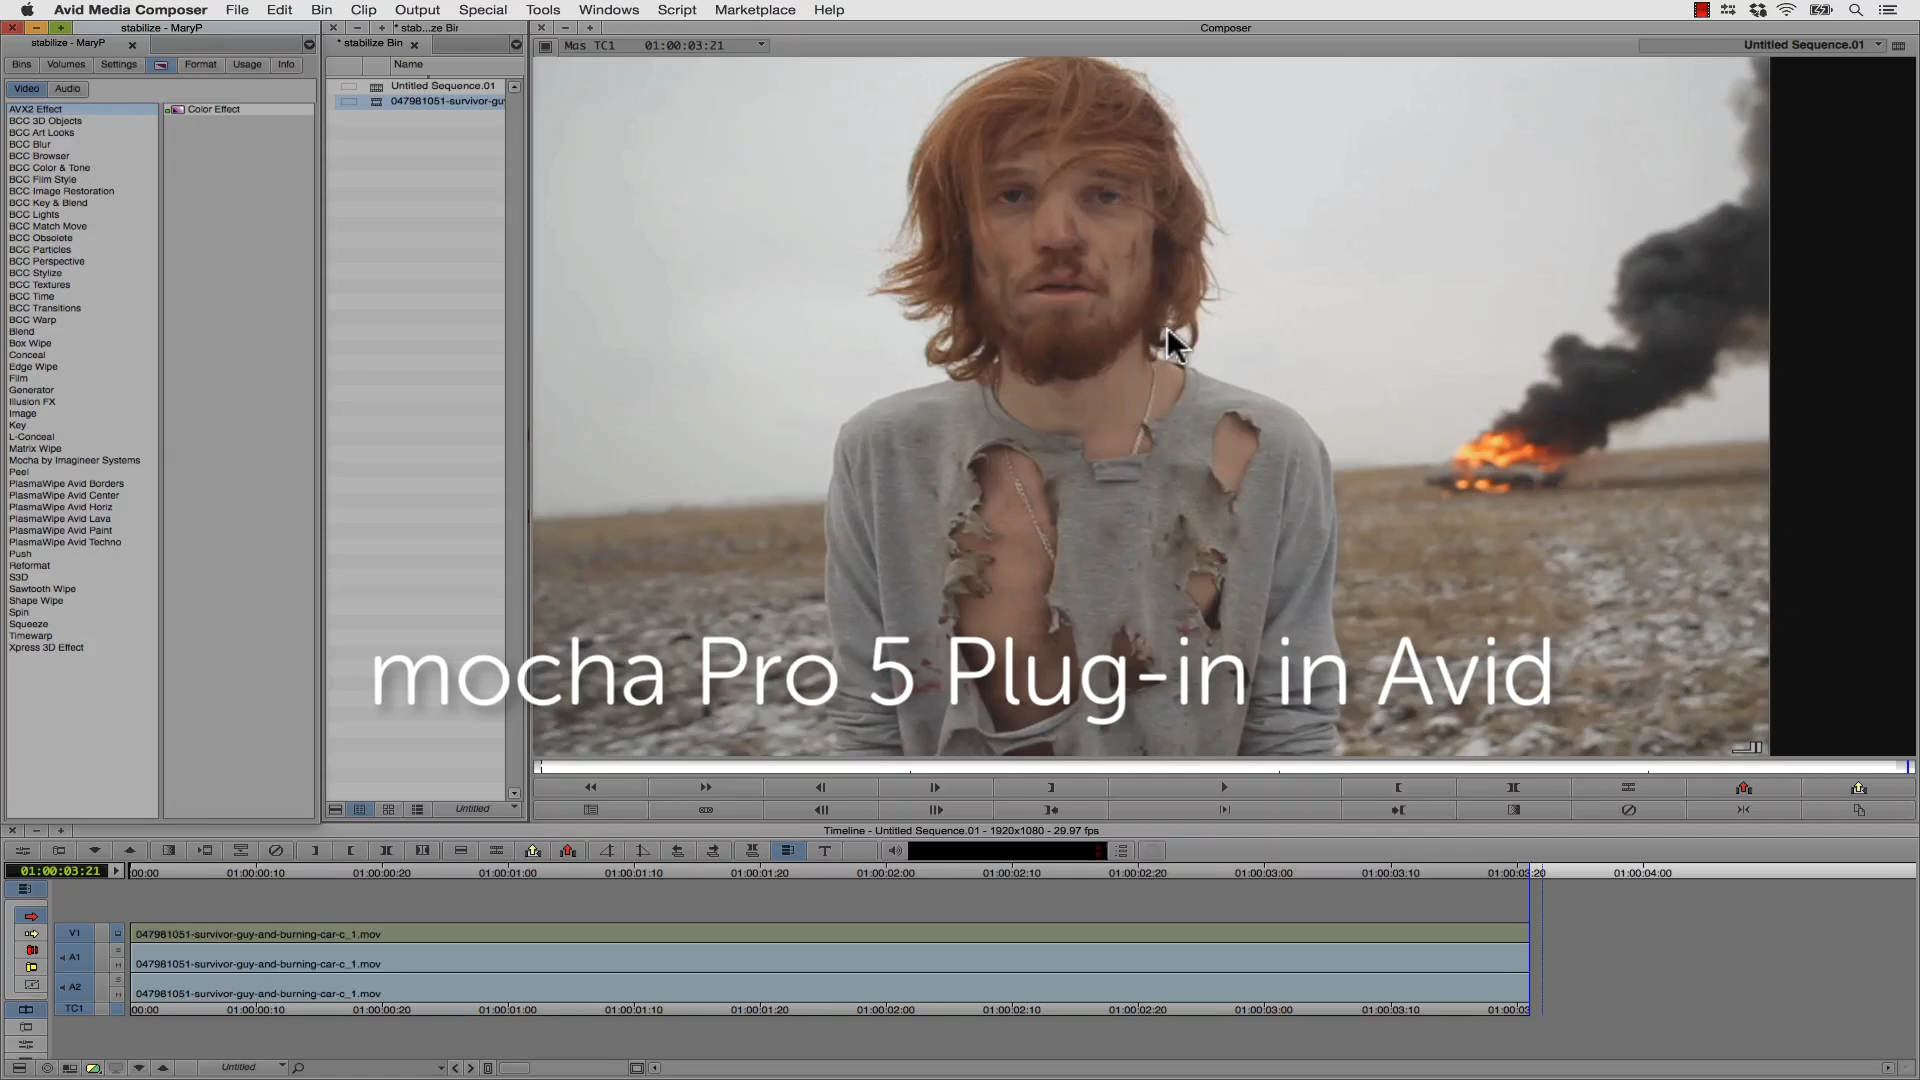 Avid Media Composer File Edit Bin Clip Output Special Tools Windows Script Marketplace Help
stabilize - MaryP
* stab...ze Bir
Composer
stabilize - MaryP
* stabilize Bin
Mas TC1 01:00:03:21
Untitled Sequence.01
Bins Volumes Settings Format Usage Info
Name
Video Audio
Untitled Sequence.01
047981051-survivor-gu
AVX2 Effect
Color Effect
BCC 3D Objects
BCC Art Looks
BCC Blur
BCC Browser
BCC Color & Tone
BCC Film Style
BCC Image Restoration
BCC Key & Blend
BCC Lights
BCC Match Move
BCC Obsolete
BCC Particles
BCC Perspective
BCC Stylize
BCC Textures
BCC Time
BCC Transitions
BCC Warp
Blend
Box Wipe
Conceal
Edge Wipe
Film
Generator
Illusion FX
Image
Key
L-Conceal
Matrix Wipe
Mocha by Imagineer Systems
Peel
PlasmaWipe Avid Borders
PlasmaWipe Avid Center
PlasmaWipe Avid Horiz
PlasmaWipe Avid Lava
PlasmaWipe Avid Paint
PlasmaWipe Avid Techno
Push
Reformat
S3D
Sawtooth Wipe
Shape Wipe
Spin
Squeeze
Timewarp
Xpress 3D Effect
mocha Pro 5 Plug-in in Avid
Untitled
Timeline - Untitled Sequence.01 - 1920x1080 - 29.97 fps
01:00:03:21
00:00 01:00:00:10 01:00:00:20 01:00:01:00 01:00:01:10 01:00:01:20 01:00:02:00 01:00:02:10 01:00:02:20 01:00:03:00 01:00:03:10 01:00:03:20 01:00:04:00
V1 047981051-survivor-guy-and-burning-car-c_1.mov
A1 047981051-survivor-guy-and-burning-car-c_1.mov
A2 047981051-survivor-guy-and-burning-car-c_1.mov
TC1 00:00 01:00:00:10 01:00:00:20 01:00:01:00 01:00:01:10 01:00:01:20 01:00:02:00 01:00:02:10 01:00:02:20 01:00:03:00 01:00:03:10 01:00:03
Untitled